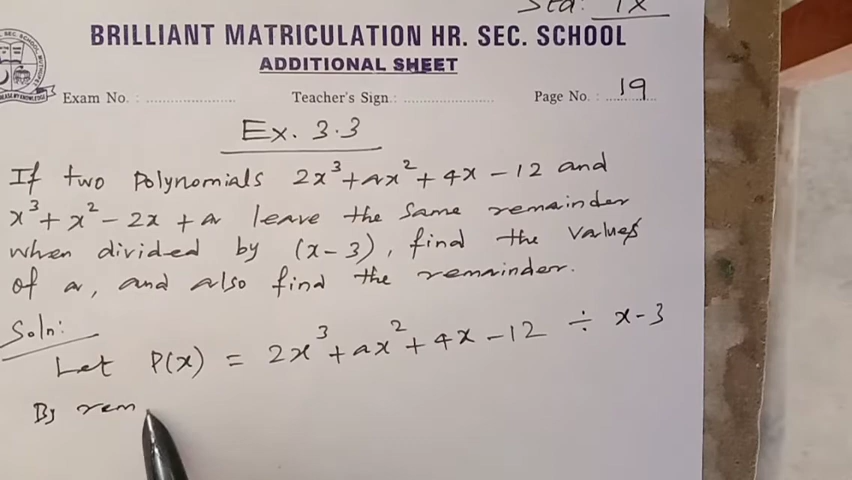 Std: IX
BRILLIANT MATRICULATION HR. SEC. SCHOOL
ADDITIONAL SHEET
Exam No. : Teacher's Sign : Page No. : 19
Ex. 3.3
If two Polynomials 2x³+ax²+4x-12 and
x³+x²-2x+a leave the same remainder
when divided by (x-3), find the values
of a, and also find the remainder.
Soln:
Let P(x) = 2x³+ax²+4x-12 ÷ x-3
By rem